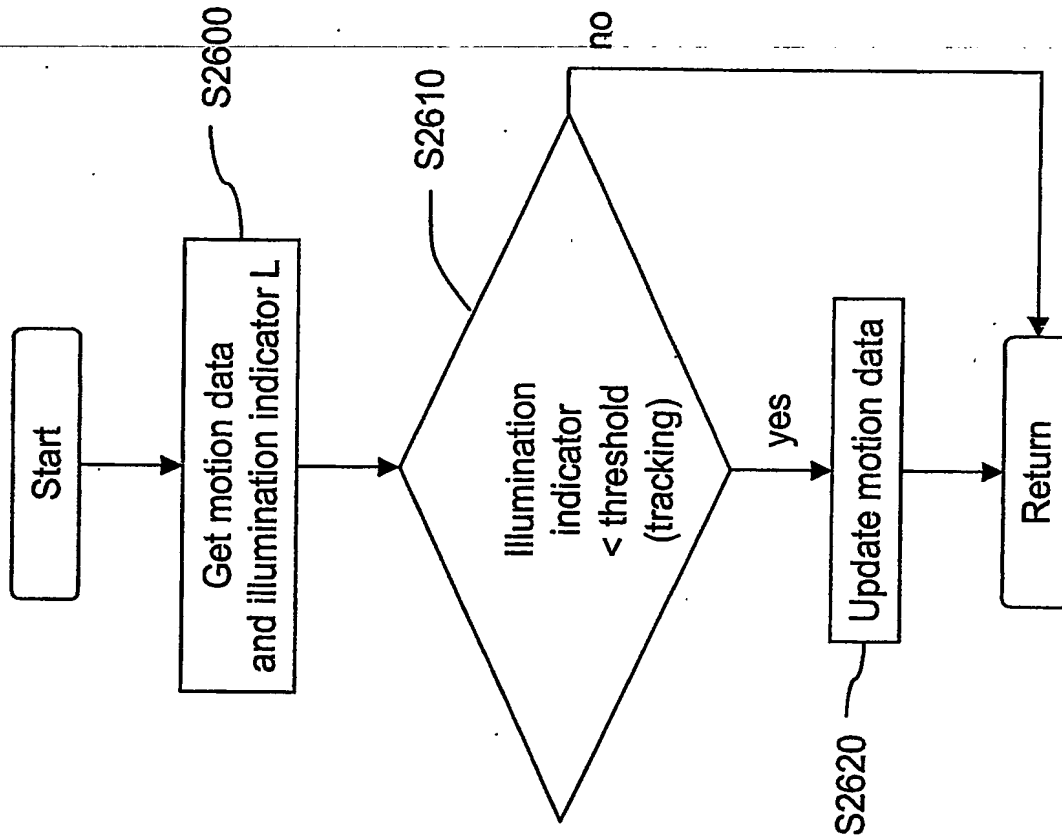 Start
Get motion data
and illumination indicator L
S2600
Illumination
indicator
< threshold
(tracking)
S2610
no
yes
Update motion data
S2620
Return